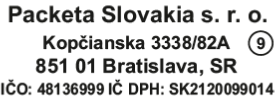 Packeta Slovakia s. r. o.
Kopčianska 3338/82A 9
851 01 Bratislava, SR
IČO: 48136999 IČ DPH: SK2120099014